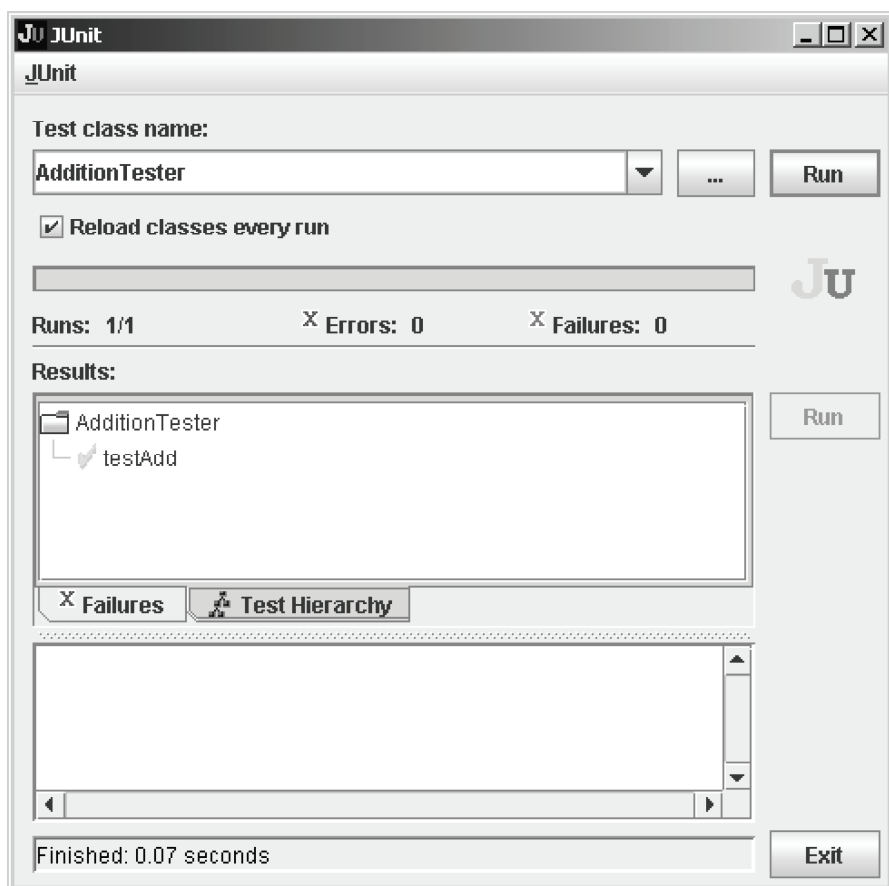 JU JUnit
JUnit
Test class name:
AdditionTester ... Run
Reload classes every run
JU
Runs: 1/1 X Errors: 0 X Failures: 0
Results:
AdditionTester Run
testAdd
X Failures Test Hierarchy
Finished: 0.07 seconds Exit